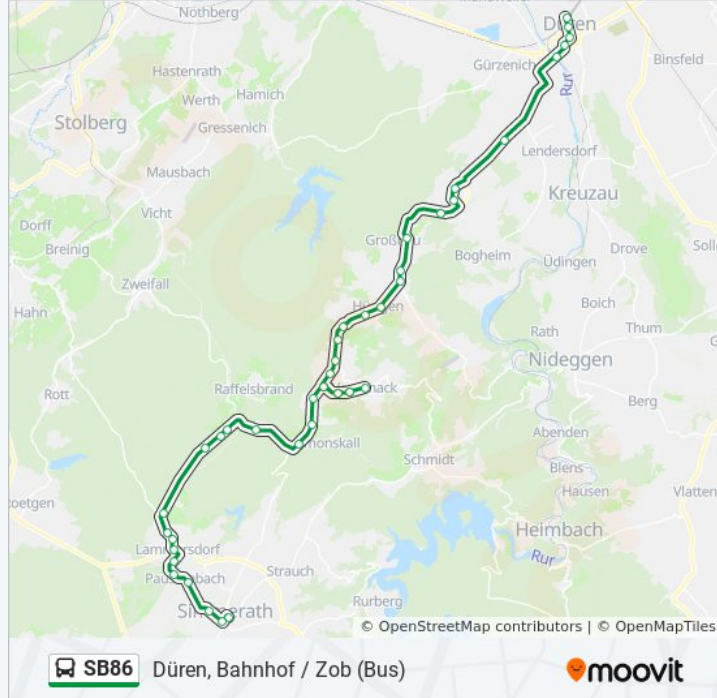 Nothberg
Düren
Binsfeld
Gürzenich
Hastenrath
Rur
Hamich
Werth
Stolberg
Gressenich
Lendersdorf
Mausbach
Kreuzau
Vicht
Dorff
Breinig
Bogheim
Drove
Üdingen
Zweifall
Boich
Hahn
Rath
Thum
Nideggen
Rott
Raffelsbrand
Berg
Abenden
Schmidt
Blens
Hausen
Heimbach
Rur
Strauch
Rurberg
© OpenStreetMap contributors | © OpenMapTiles
SB86 Düren, Bahnhof / Zob (Bus)
moovit